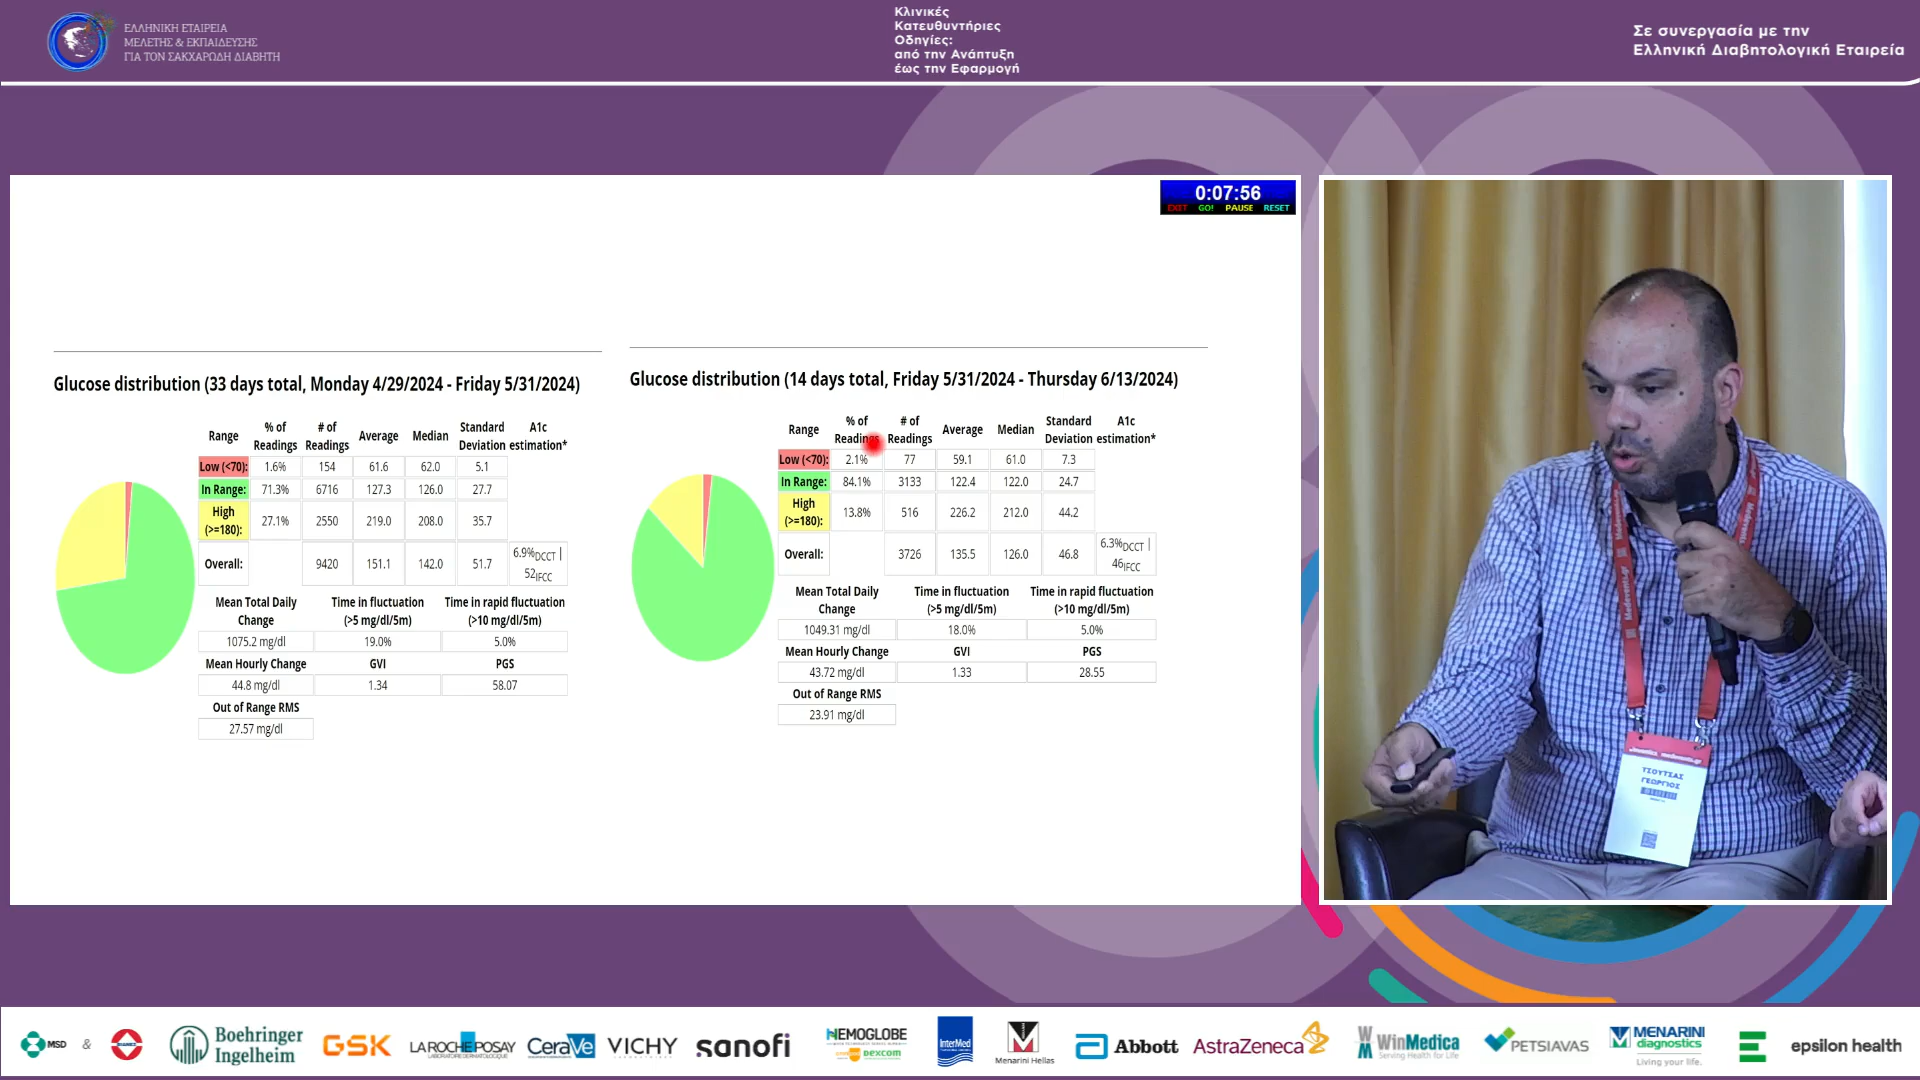 ΕΛΛΗΝΙΚΗ ΕΤΑΙΡΕΙΑ
ΜΕΛΕΤΗΣ & ΕΚΠΑΙΔΕΥΣΗΣ
ΓΙΑ ΤΟΝ ΣΑΚΧΑΡΩΔΗ ΔΙΑΒΗΤΗ
Κλινικές
Κατευθυντήριες
Οδηγίες:
από την Ανάπτυξη
έως την Εφαρμογή
Σε συνεργασία με την
Ελληνική Διαβητολογική Εταιρεία
0:07:56
EXIT GO! PAUSE RESET
Glucose distribution (33 days total, Monday 4/29/2024 - Friday 5/31/2024)
Range % of Readings # of Readings Average Median Standard Deviation A1c estimation*
Low (<70): 1.6% 154 61.6 62.0 5.1
In Range: 71.3% 6716 127.3 126.0 27.7
High (>=180): 27.1% 2550 219.0 208.0 35.7
Overall: 9420 151.1 142.0 51.7 6.9%DCCT | 52IFCC
Mean Total Daily Change Time in fluctuation (>5 mg/dl/5m) Time in rapid fluctuation (>10 mg/dl/5m)
1075.2 mg/dl 19.0% 5.0%
Mean Hourly Change GVI PGS
44.8 mg/dl 1.34 58.07
Out of Range RMS
27.57 mg/dl
Glucose distribution (14 days total, Friday 5/31/2024 - Thursday 6/13/2024)
Range % of Readings # of Readings Average Median Standard Deviation A1c estimation*
Low (<70): 2.1% 77 59.1 61.0 7.3
In Range: 84.1% 3133 122.4 122.0 24.7
High (>=180): 13.8% 516 226.2 212.0 44.2
Overall: 3726 135.5 126.0 46.8 6.3%DCCT | 46IFCC
Mean Total Daily Change Time in fluctuation (>5 mg/dl/5m) Time in rapid fluctuation (>10 mg/dl/5m)
1049.31 mg/dl 18.0% 5.0%
Mean Hourly Change GVI PGS
43.72 mg/dl 1.33 28.55
Out of Range RMS
23.91 mg/dl
ΤΣΟΥΤΣΑΣ
ΓΕΩΡΓΙΟΣ
MSD &
Boehringer
Ingelheim
GSK
LA ROCHE POSAY
LABORATOIRE DERMATOLOGIQUE
CeraVe
VICHY
sanofi
HEMOGLOBE
dexcom
InterMed
Menarini Hellas
Abbott
AstraZeneca
WinMedica
Serving Health for Life
PETSIAVAS
MENARINI
diagnostics
Living your life.
epsilon health